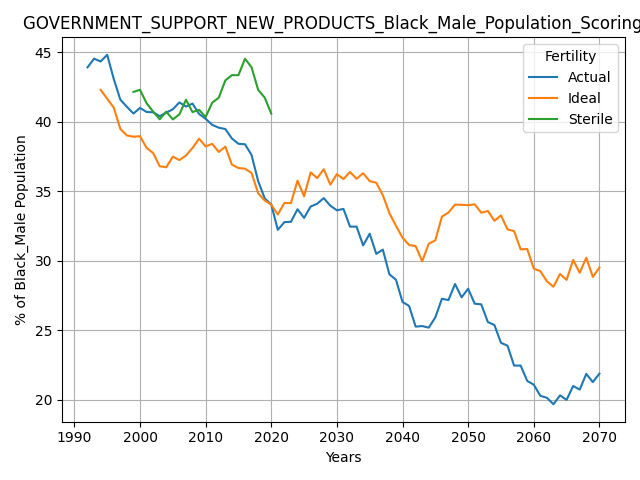 GOVERNMENT_SUPPORT_NEW_PRODUCTS_Black_Male_Population_Scoring
% of Black_Male Population
45
40
35
30
25
20
Fertility
Actual
Ideal
Sterile
1990 2000 2010 2020 2030 2040 2050 2060 2070
Years